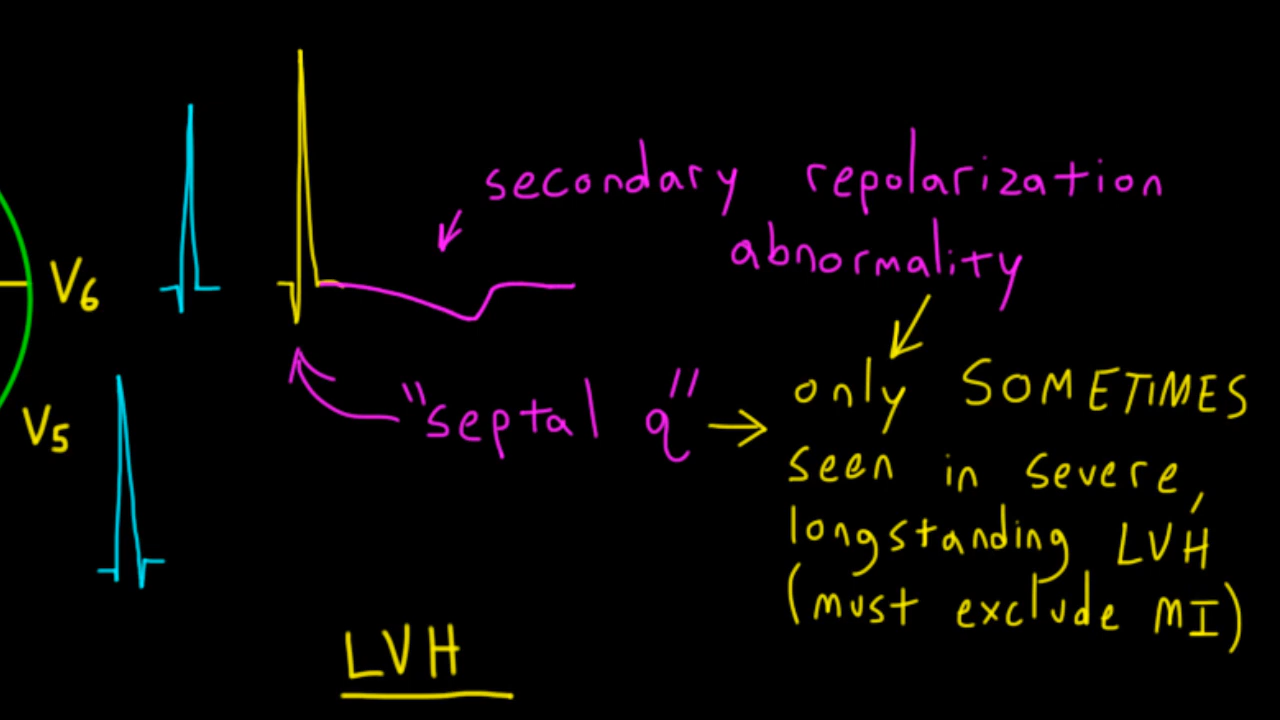 secondary repolarization
abnormality
V6
"septal q" → only SOMETIMES
V5
seen in severe,
longstanding LVH
(must exclude MI)
LVH